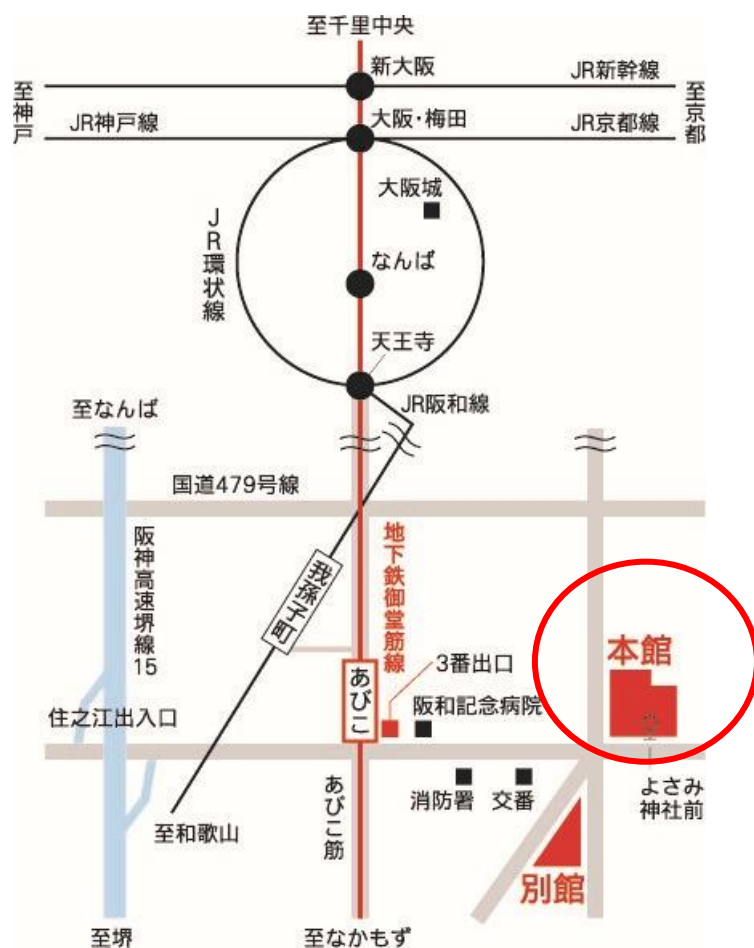 至千里中央
新大阪
JR新幹線
至神戸
至京都
JR神戸線
大阪・梅田
JR京都線
大阪城
JR環状線
なんば
天王寺
JR阪和線
至なんば
国道479号線
阪神高速堺線15
地下鉄御堂筋線
我孫子町
本館
3番出口
あびこ
阪和記念病院
住之江出入口
よさみ
神社前
消防署
交番
あびこ筋
至和歌山
別館
至堺
至なかもず